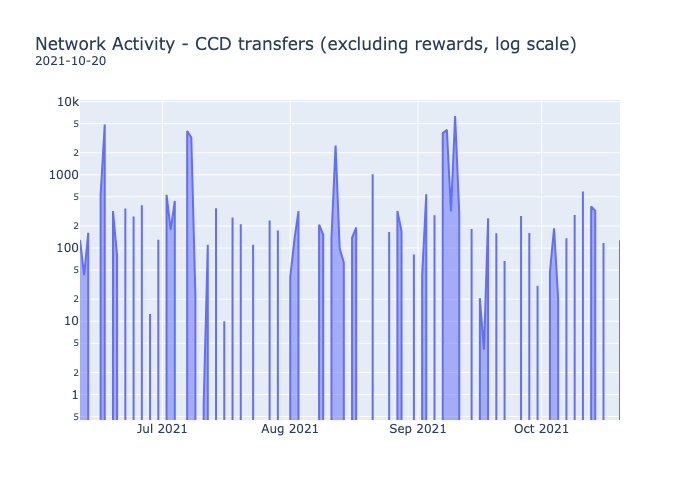 Network Activity - CCD transfers (excluding rewards, log scale)
2021-10-20
10k
5
2
1000
5
2
100
5
2
10
5
2
1
5
Jul 2021
Aug 2021
Sep 2021
Oct 2021